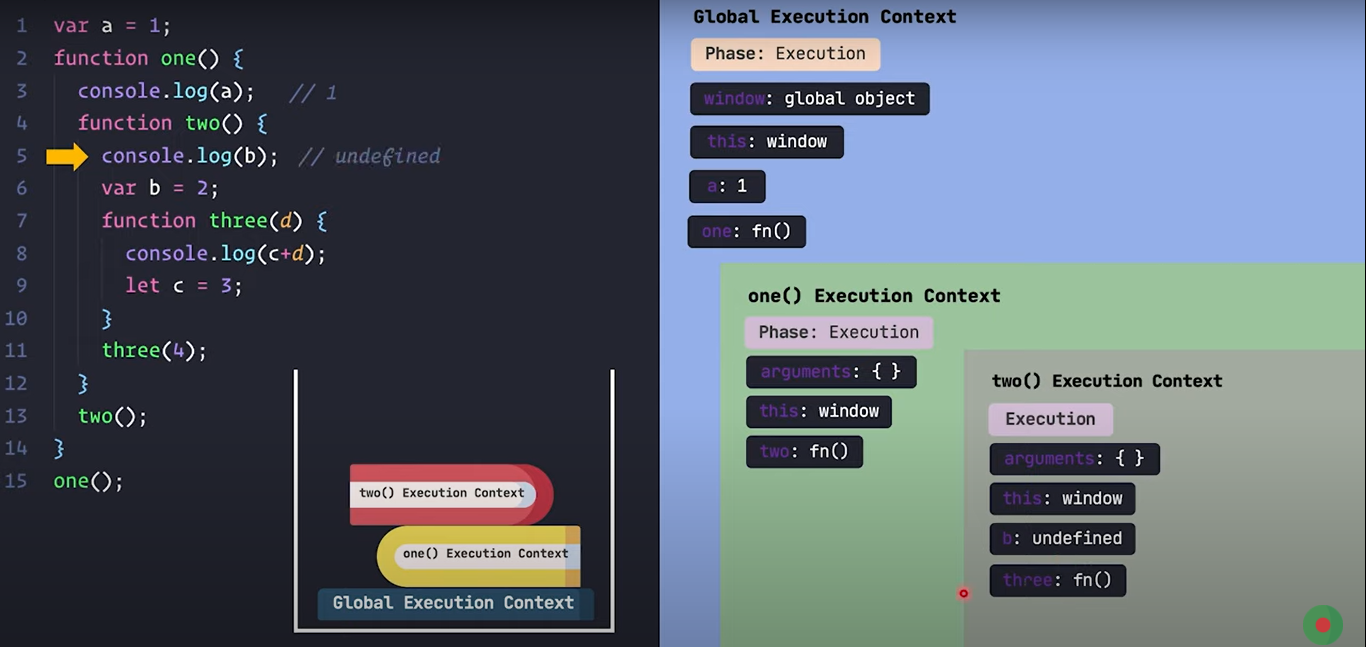 1 var a = 1;
2 function one() {
3 console.log(a); // 1
4 function two() {
5 console.log(b); // undefined
6 var b = 2;
7 function three(d) {
8 console.log(c+d);
9 let c = 3;
10 }
11 three(4);
12 }
13 two();
14 }
15 one();
two() Execution Context
one() Execution Context
Global Execution Context
Global Execution Context
Phase: Execution
window: global object
this: window
a: 1
one: fn()
one() Execution Context
Phase: Execution
arguments: { }
this: window
two: fn()
two() Execution Context
Execution
arguments: { }
this: window
b: undefined
three: fn()